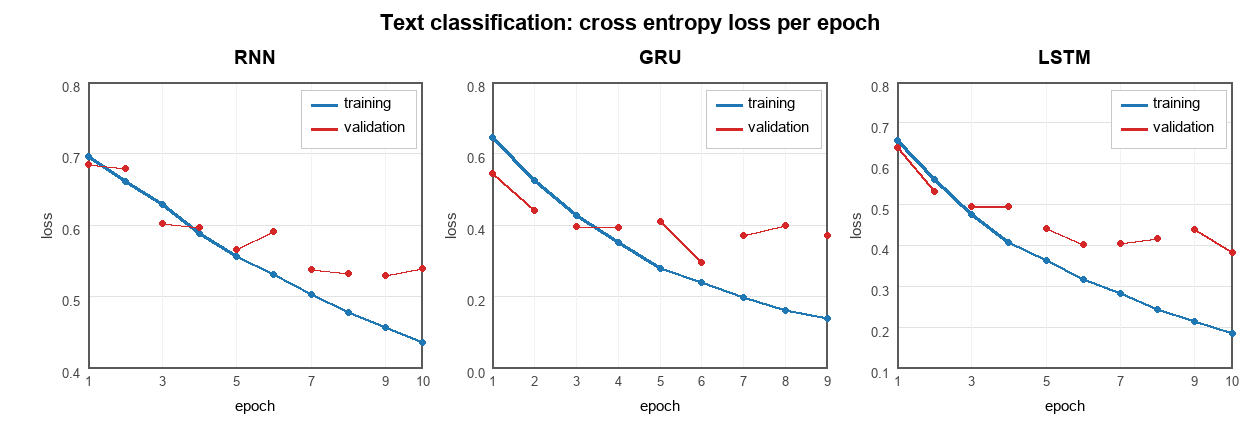 Text classification: cross entropy loss per epoch
RNN
GRU
LSTM
training
validation
0.8
0.7
0.6
0.5
0.4
loss
1
3
5
7
9
10
epoch
training
validation
0.8
0.6
0.4
0.2
0.0
loss
1
2
3
4
5
6
7
8
9
epoch
training
validation
0.8
0.7
0.6
0.5
0.4
0.3
0.2
0.1
loss
1
3
5
7
9
10
epoch